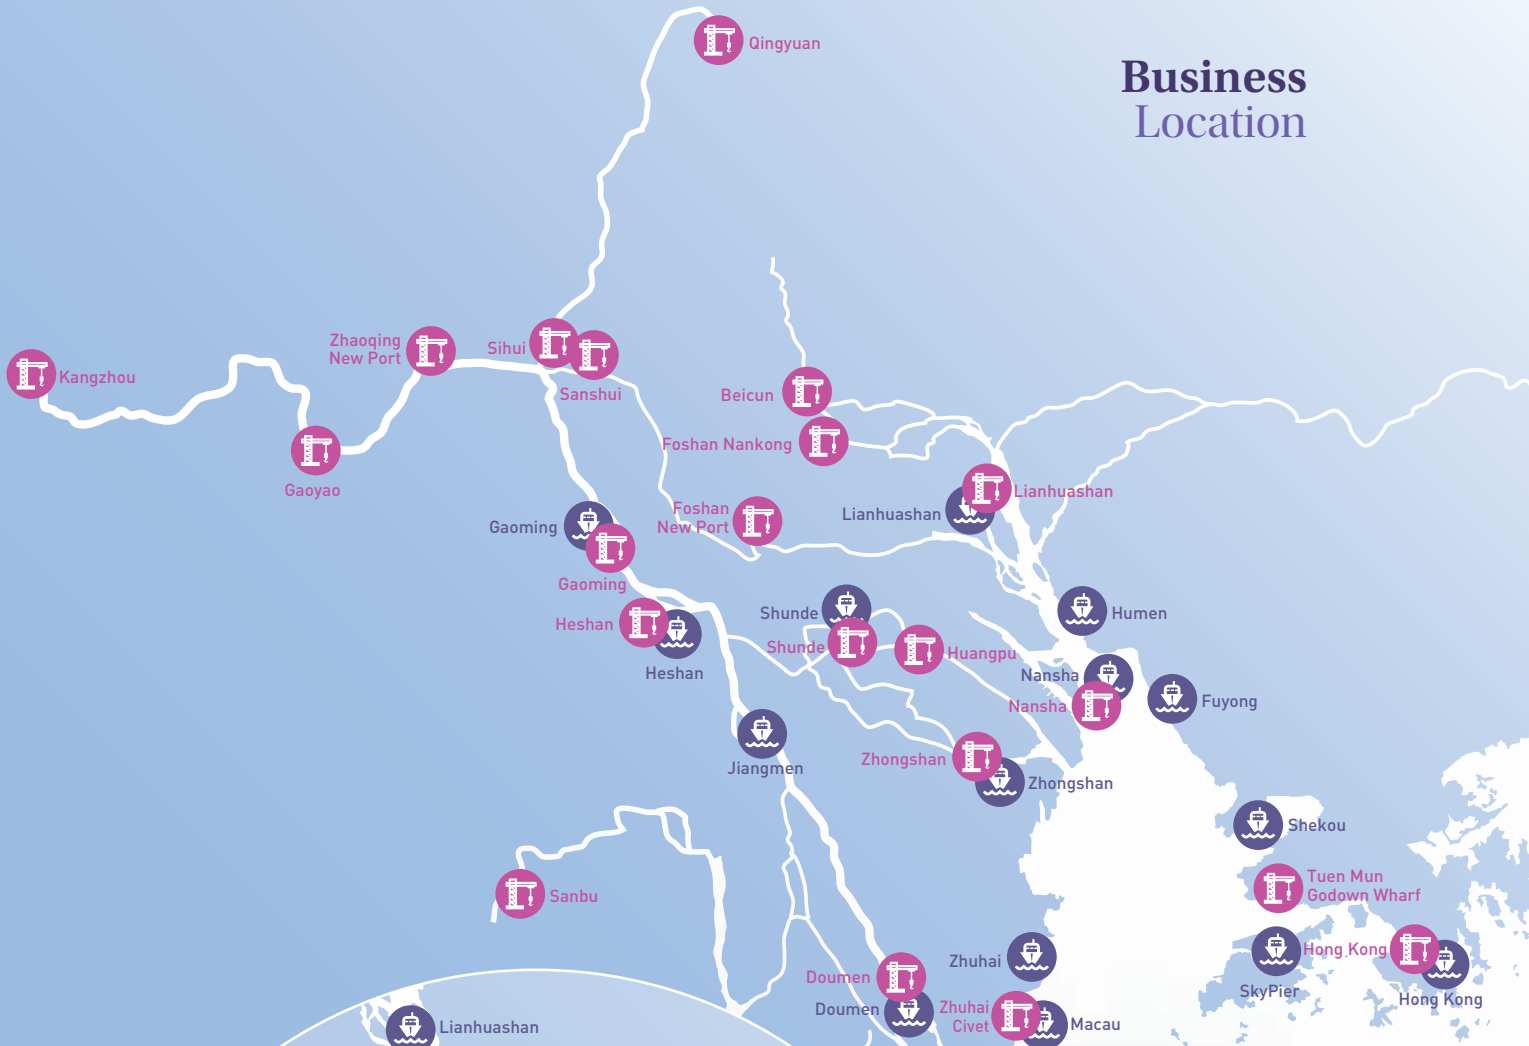 Business
Location
Qingyuan
Zhaoqing
New Port
Sihui
Kangzhou
Sanshui
Beicun
Foshan Nankong
Gaoyao
Lianhuashan
Foshan
New Port
Lianhuashan
Gaoming
Gaoming
Shunde
Humen
Heshan
Shunde
Huangpu
Heshan
Nansha
Nansha
Fuyong
Zhongshan
Jiangmen
Zhongshan
Shekou
Tuen Mun
Godown Wharf
Sanbu
Hong Kong
Zhuhai
Doumen
SkyPier
Hong Kong
Doumen
Zhuhai
Civet
Macau
Lianhuashan